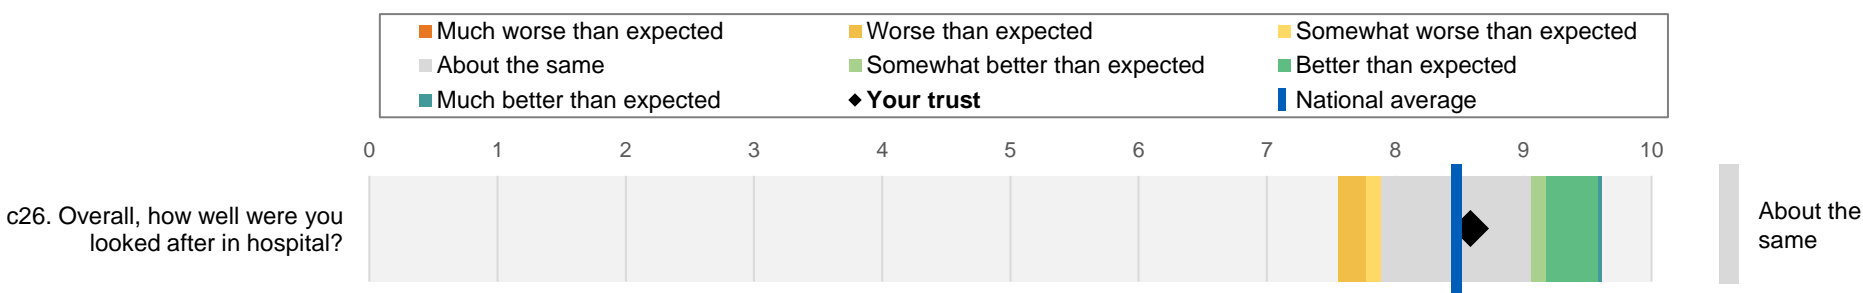 Much worse than expected
Worse than expected
Somewhat worse than expected
About the same
Somewhat better than expected
Better than expected
Much better than expected
Your trust
National average
0 1 2 3 4 5 6 7 8 9 10
c26. Overall, how well were you
looked after in hospital?
About the
same